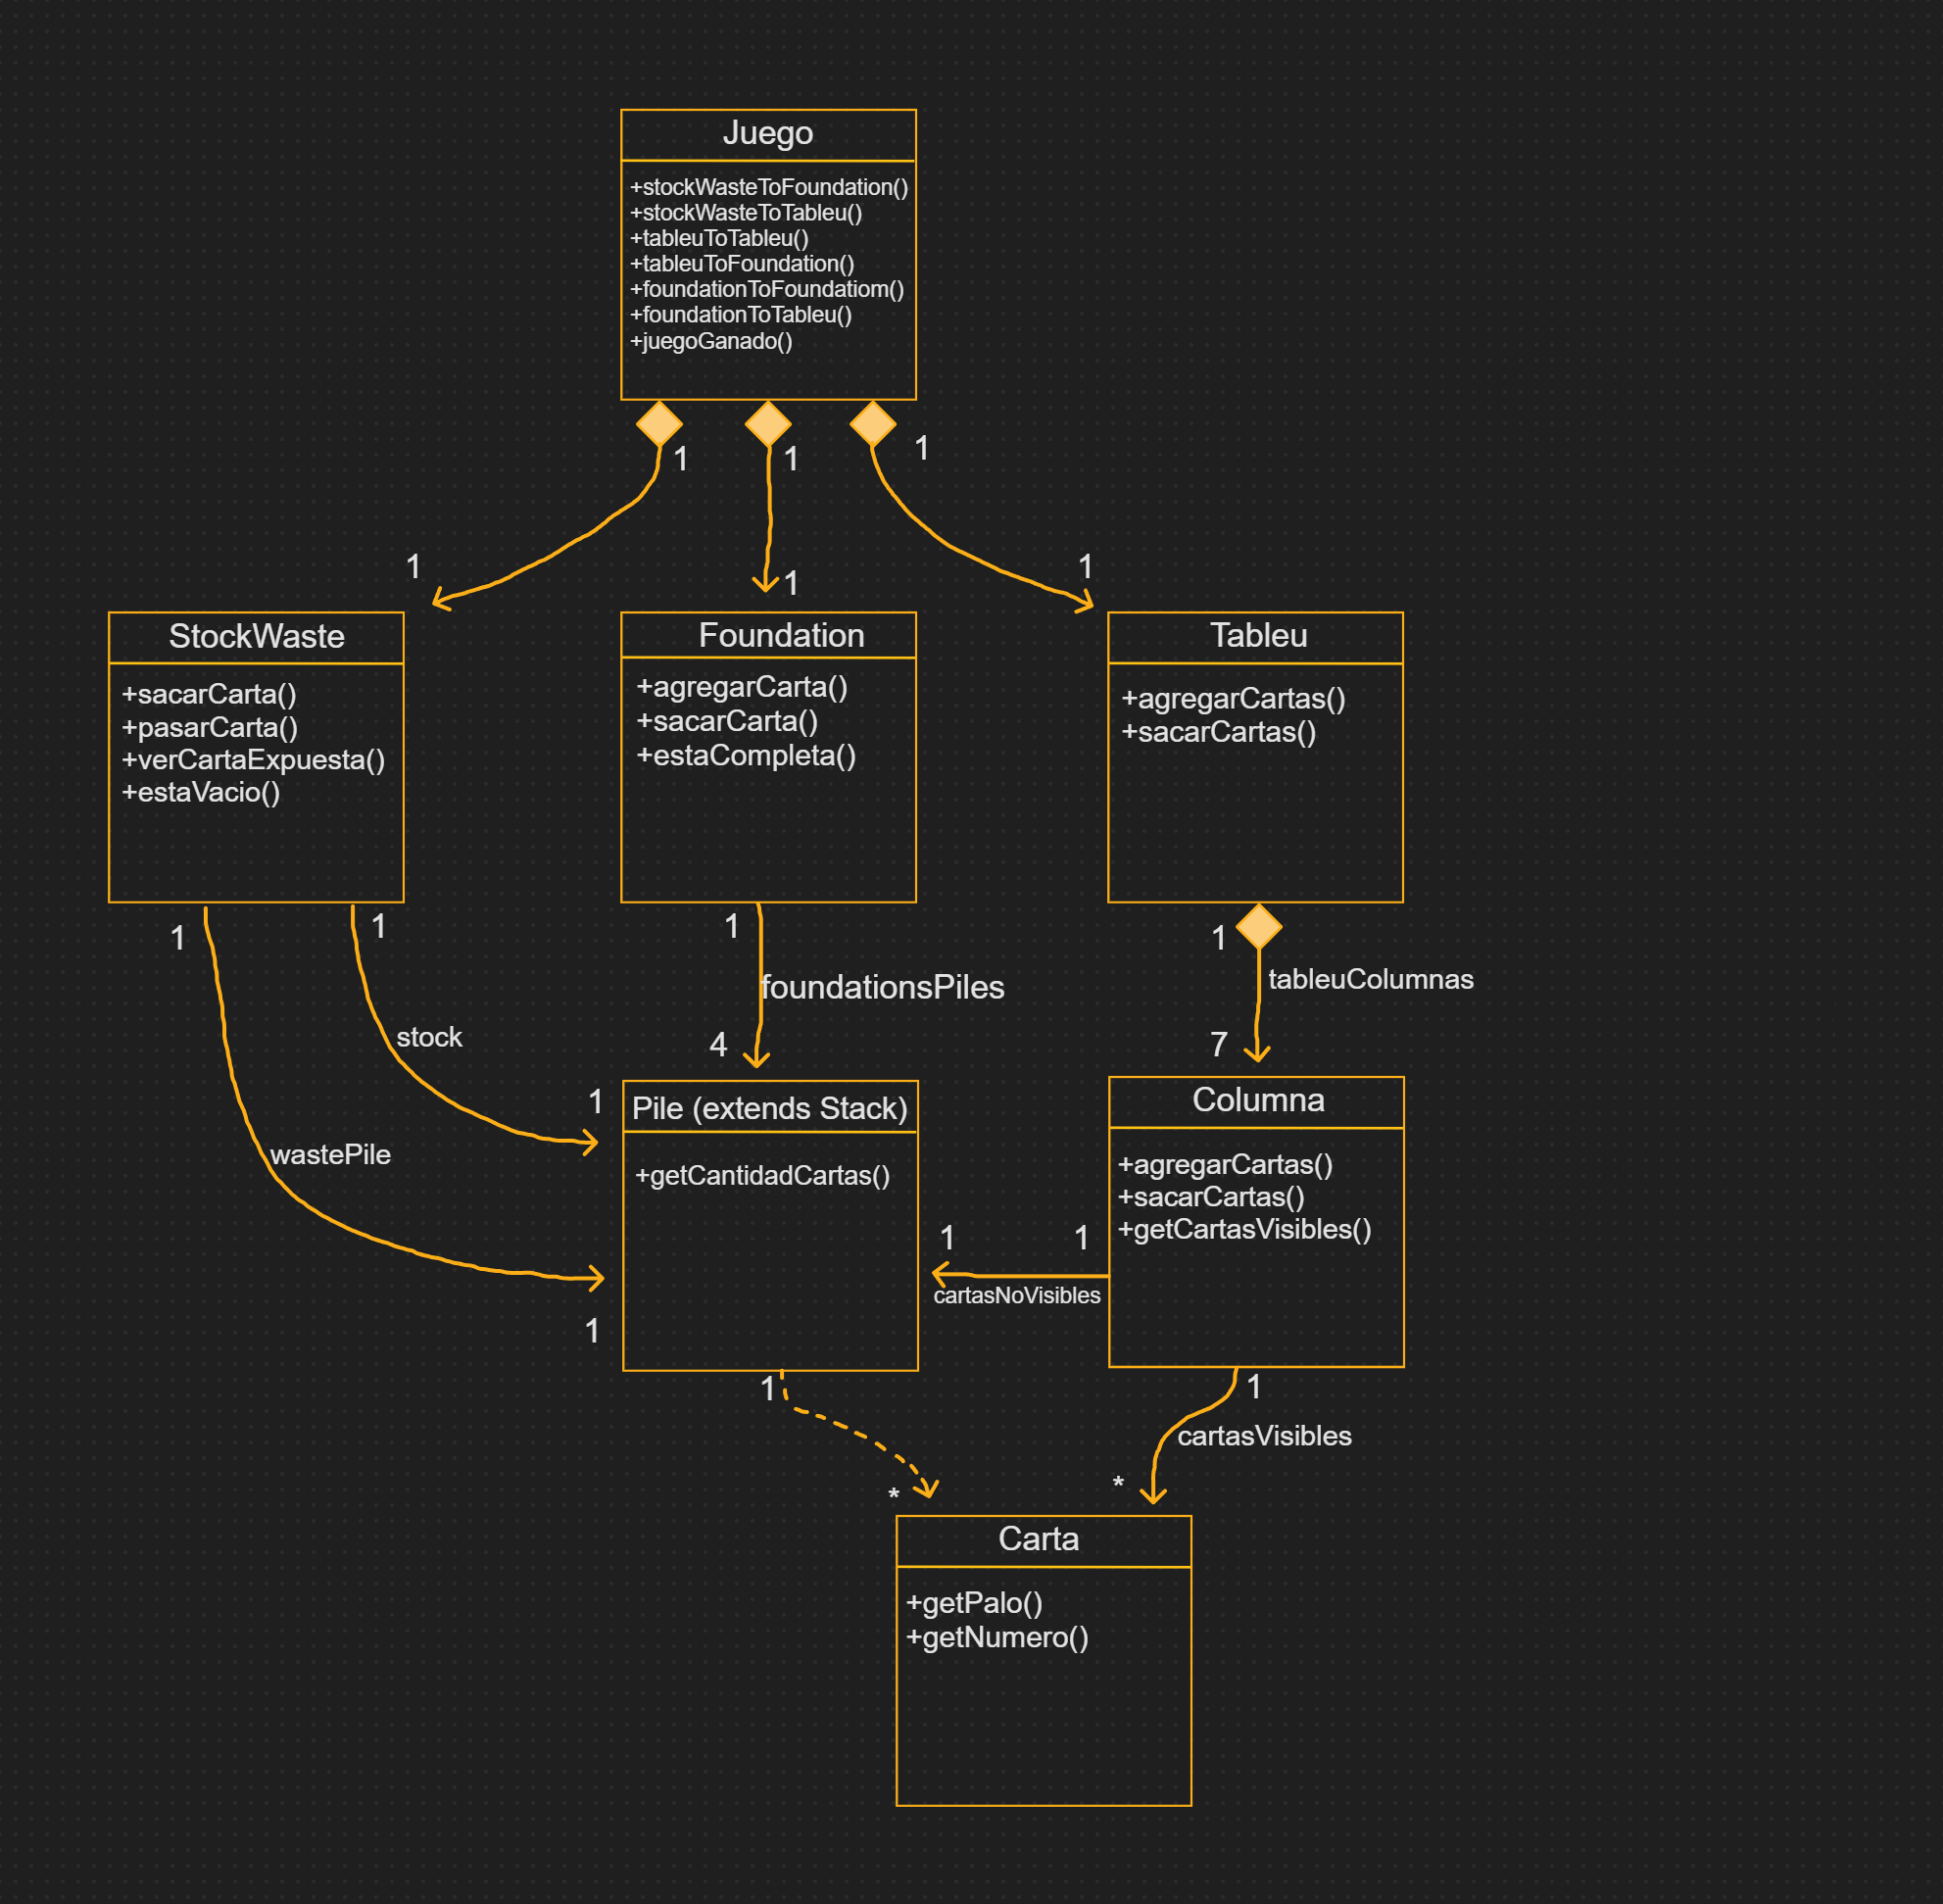 Juego
+stockWasteToFoundation()
+stockWasteToTableu()
+tableuToTableu()
+tableuToFoundation()
+foundationToFoundatiom()
+foundationToTableu()
+juegoGanado()
1
1
1
1
1
1
StockWaste
+sacarCarta()
+pasarCarta()
+verCartaExpuesta()
+estaVacio()
Foundation
+agregarCarta()
+sacarCarta()
+estaCompleta()
Tableu
+agregarCartas()
+sacarCartas()
1
1
1
1
stock
wastePile
foundationsPiles
tableuColumnas
1
4
7
1
Pile (extends Stack)
+getCantidadCartas()
Columna
+agregarCartas()
+sacarCartas()
+getCartasVisibles()
1
1
cartasNoVisibles
1
1
cartasVisibles
*
*
Carta
+getPalo()
+getNumero()